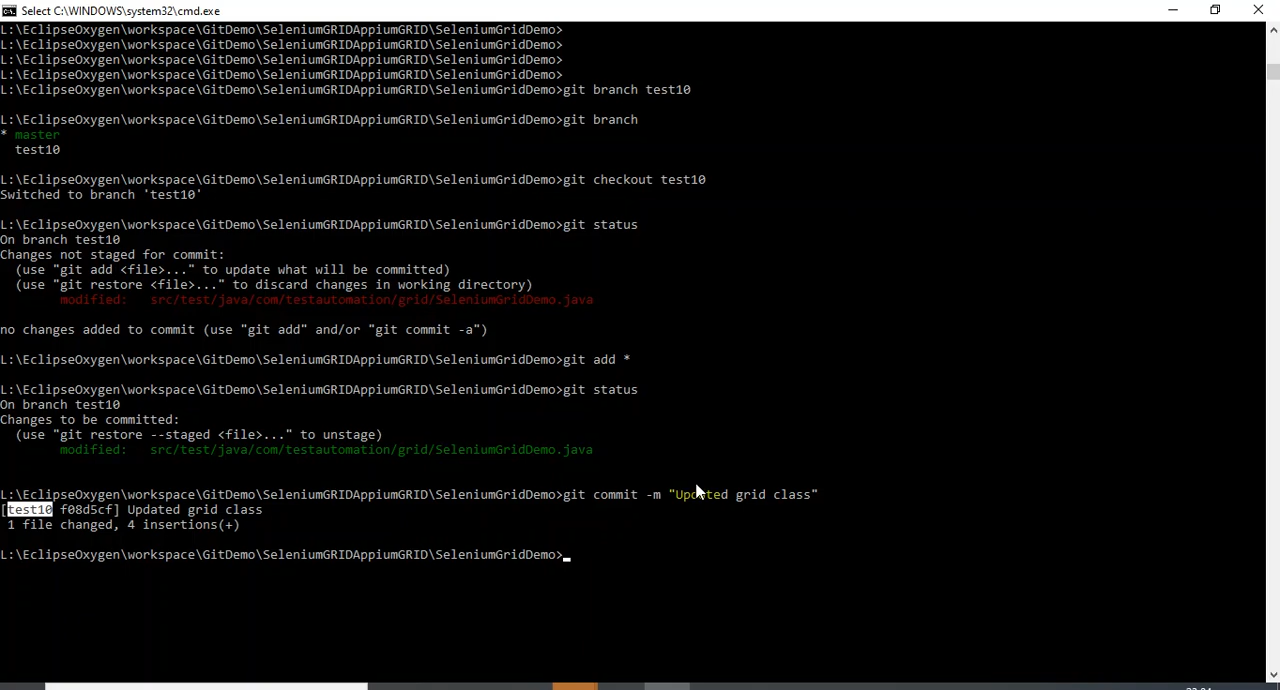 Select C:\WINDOWS\system32\cmd.exe
L:\EclipseOxygen\workspace\GitDemo\SeleniumGRIDAppiumGRID\SeleniumGridDemo>
L:\EclipseOxygen\workspace\GitDemo\SeleniumGRIDAppiumGRID\SeleniumGridDemo>
L:\EclipseOxygen\workspace\GitDemo\SeleniumGRIDAppiumGRID\SeleniumGridDemo>
L:\EclipseOxygen\workspace\GitDemo\SeleniumGRIDAppiumGRID\SeleniumGridDemo>
L:\EclipseOxygen\workspace\GitDemo\SeleniumGRIDAppiumGRID\SeleniumGridDemo>git branch test10
L:\EclipseOxygen\workspace\GitDemo\SeleniumGRIDAppiumGRID\SeleniumGridDemo>git branch
* master
test10
L:\EclipseOxygen\workspace\GitDemo\SeleniumGRIDAppiumGRID\SeleniumGridDemo>git checkout test10
Switched to branch 'test10'
L:\EclipseOxygen\workspace\GitDemo\SeleniumGRIDAppiumGRID\SeleniumGridDemo>git status
On branch test10
Changes not staged for commit:
(use "git add <file>..." to update what will be committed)
(use "git restore <file>..." to discard changes in working directory)
modified: src/test/java/com/testautomation/grid/SeleniumGridDemo.java
no changes added to commit (use "git add" and/or "git commit -a")
L:\EclipseOxygen\workspace\GitDemo\SeleniumGRIDAppiumGRID\SeleniumGridDemo>git add *
L:\EclipseOxygen\workspace\GitDemo\SeleniumGRIDAppiumGRID\SeleniumGridDemo>git status
On branch test10
Changes to be committed:
(use "git restore --staged <file>..." to unstage)
modified: src/test/java/com/testautomation/grid/SeleniumGridDemo.java
L:\EclipseOxygen\workspace\GitDemo\SeleniumGRIDAppiumGRID\SeleniumGridDemo>git commit -m "Updated grid class"
[test10 f08d5cf] Updated grid class
1 file changed, 4 insertions(+)
L:\EclipseOxygen\workspace\GitDemo\SeleniumGRIDAppiumGRID\SeleniumGridDemo>